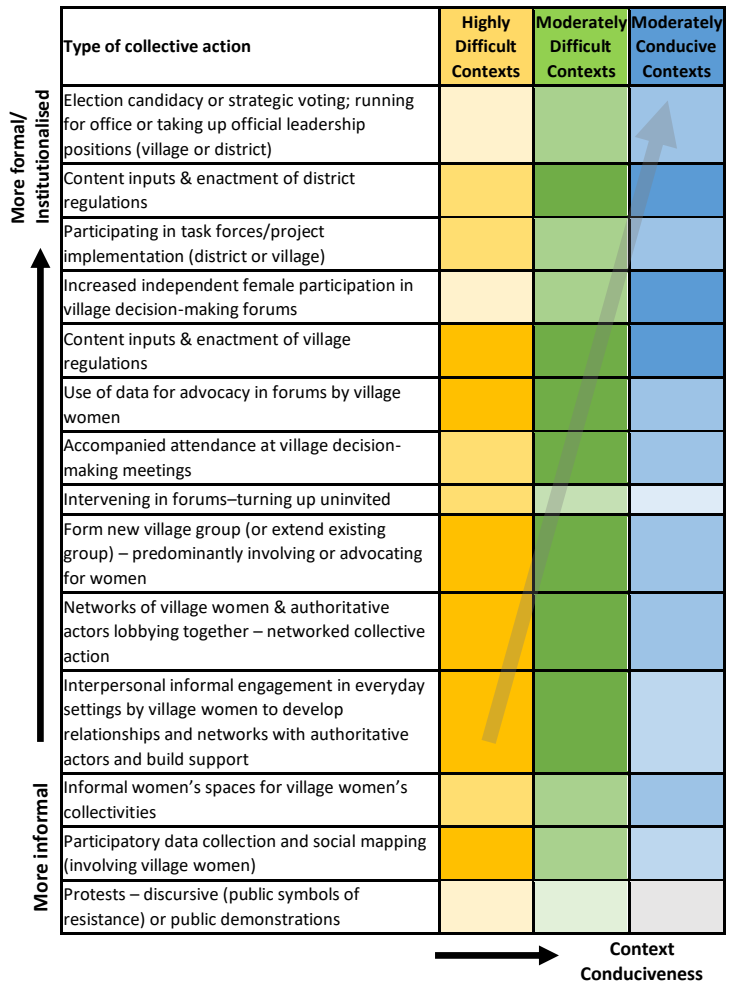 Type of collective action
Highly
Difficult
Contexts
Moderately
Difficult
Contexts
Moderately
Conducive
Contexts
More formal/
Institutionalised
Election candidacy or strategic voting; running
for office or taking up official leadership
positions (village or district)
Content inputs & enactment of district
regulations
Participating in task forces/project
implementation (district or village)
Increased independent female participation in
village decision-making forums
Content inputs & enactment of village
regulations
Use of data for advocacy in forums by village
women
Accompanied attendance at village decision-
making meetings
Intervening in forums–turning up uninvited
Form new village group (or extend existing
group) – predominantly involving or advocating
for women
Networks of village women & authoritative
actors lobbying together – networked collective
action
Interpersonal informal engagement in everyday
settings by village women to develop
relationships and networks with authoritative
actors and build support
Informal women’s spaces for village women’s
collectivities
Participatory data collection and social mapping
(involving village women)
Protests – discursive (public symbols of
resistance) or public demonstrations
More informal
Context
Conduciveness